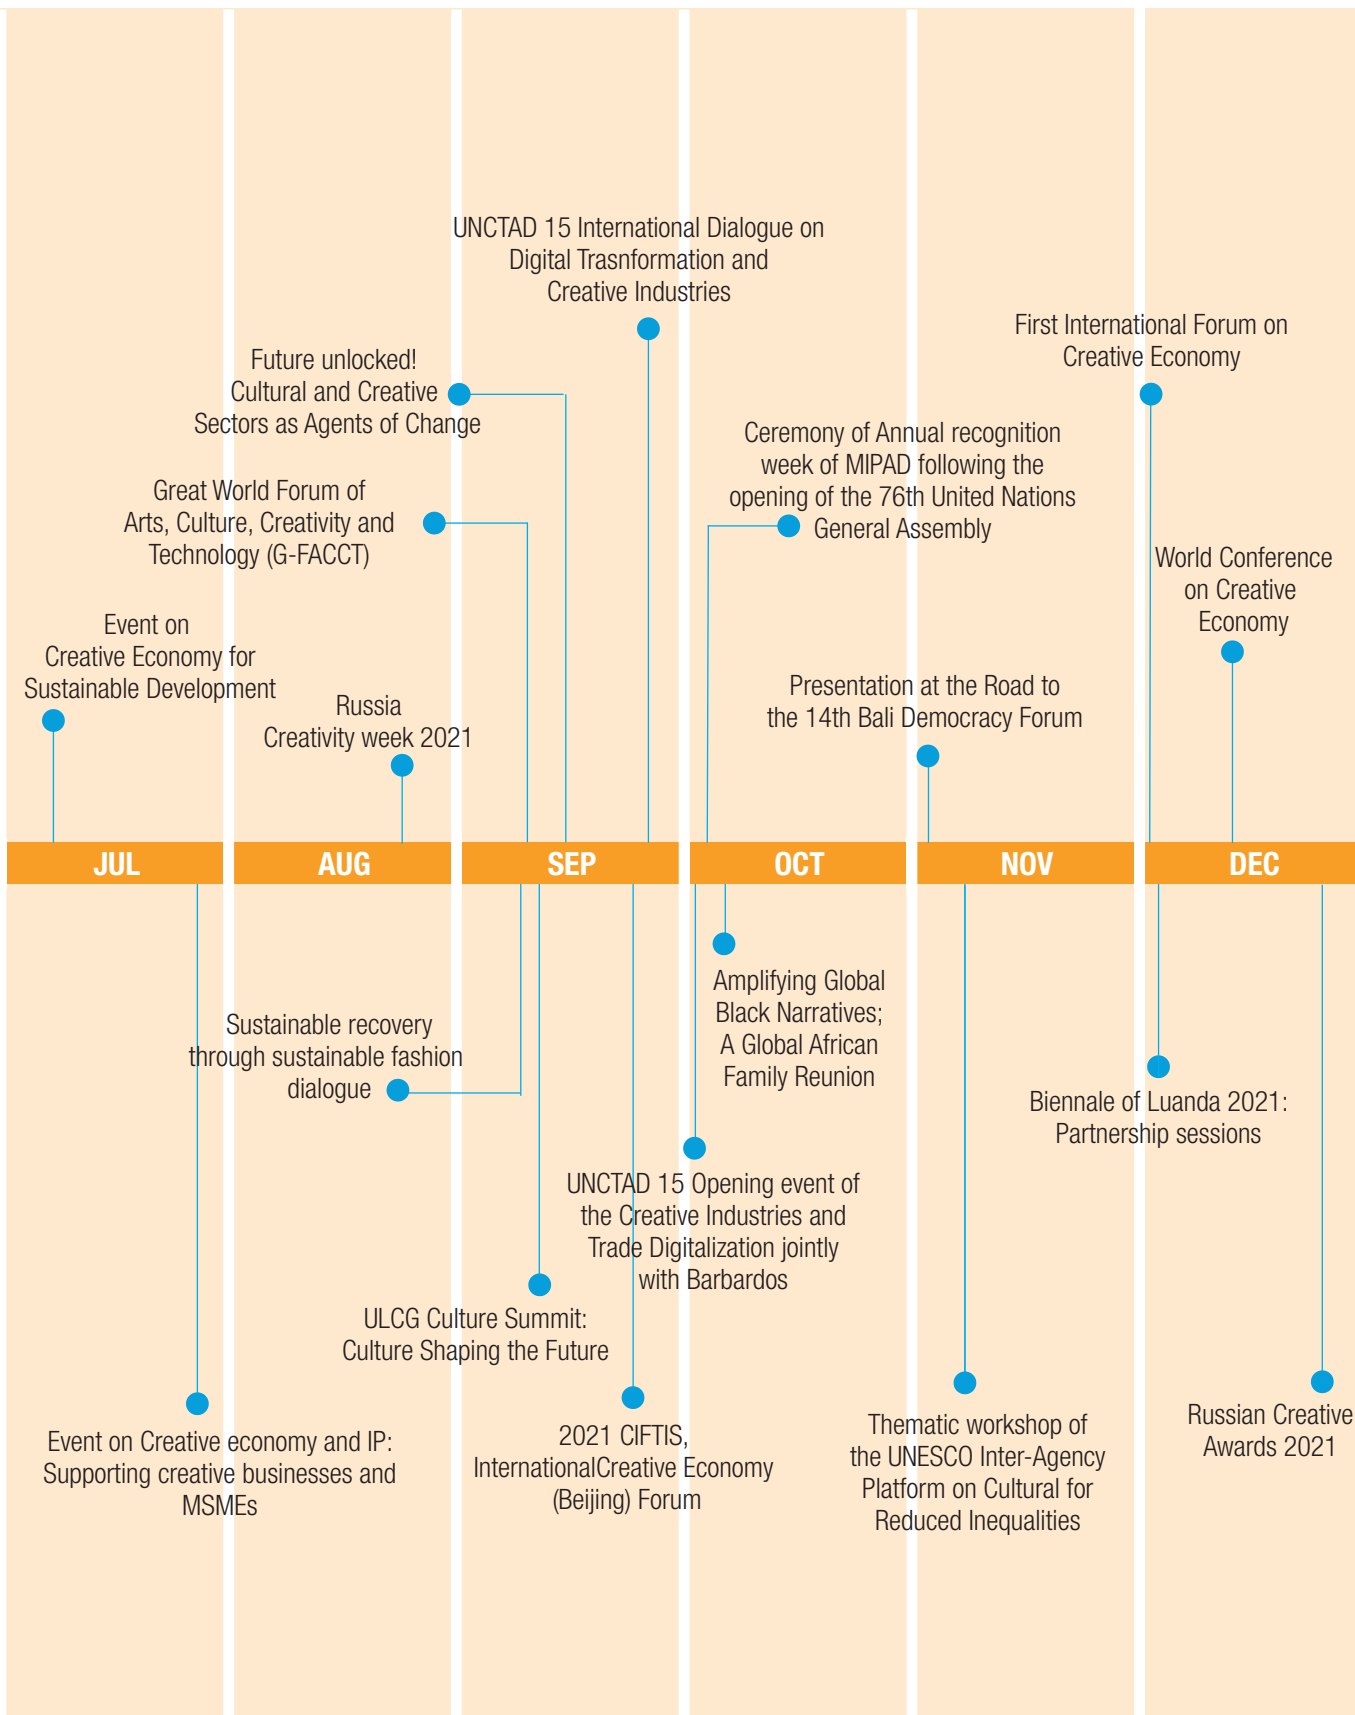 UNCTAD 15 International Dialogue on
Digital Trasnformation and
Creative Industries
First International Forum on
Creative Economy
Future unlocked!
Cultural and Creative
Sectors as Agents of Change
Ceremony of Annual recognition
week of MIPAD following the
opening of the 76th United Nations
General Assembly
Great World Forum of
Arts, Culture, Creativity and
Technology (G-FACCT)
World Conference
on Creative
Economy
Event on
Creative Economy for
Sustainable Development
Russia
Creativity week 2021
Presentation at the Road to
the 14th Bali Democracy Forum
JUL
AUG
SEP
OCT
NOV
DEC
Amplifying Global
Black Narratives;
A Global African
Family Reunion
Sustainable recovery
through sustainable fashion
dialogue
Biennale of Luanda 2021:
Partnership sessions
UNCTAD 15 Opening event of
the Creative Industries and
Trade Digitalization jointly
with Barbardos
ULCG Culture Summit:
Culture Shaping the Future
Event on Creative economy and IP:
Supporting creative businesses and
MSMEs
2021 CIFTIS,
InternationalCreative Economy
(Beijing) Forum
Thematic workshop of
the UNESCO Inter-Agency
Platform on Cultural for
Reduced Inequalities
Russian Creative
Awards 2021